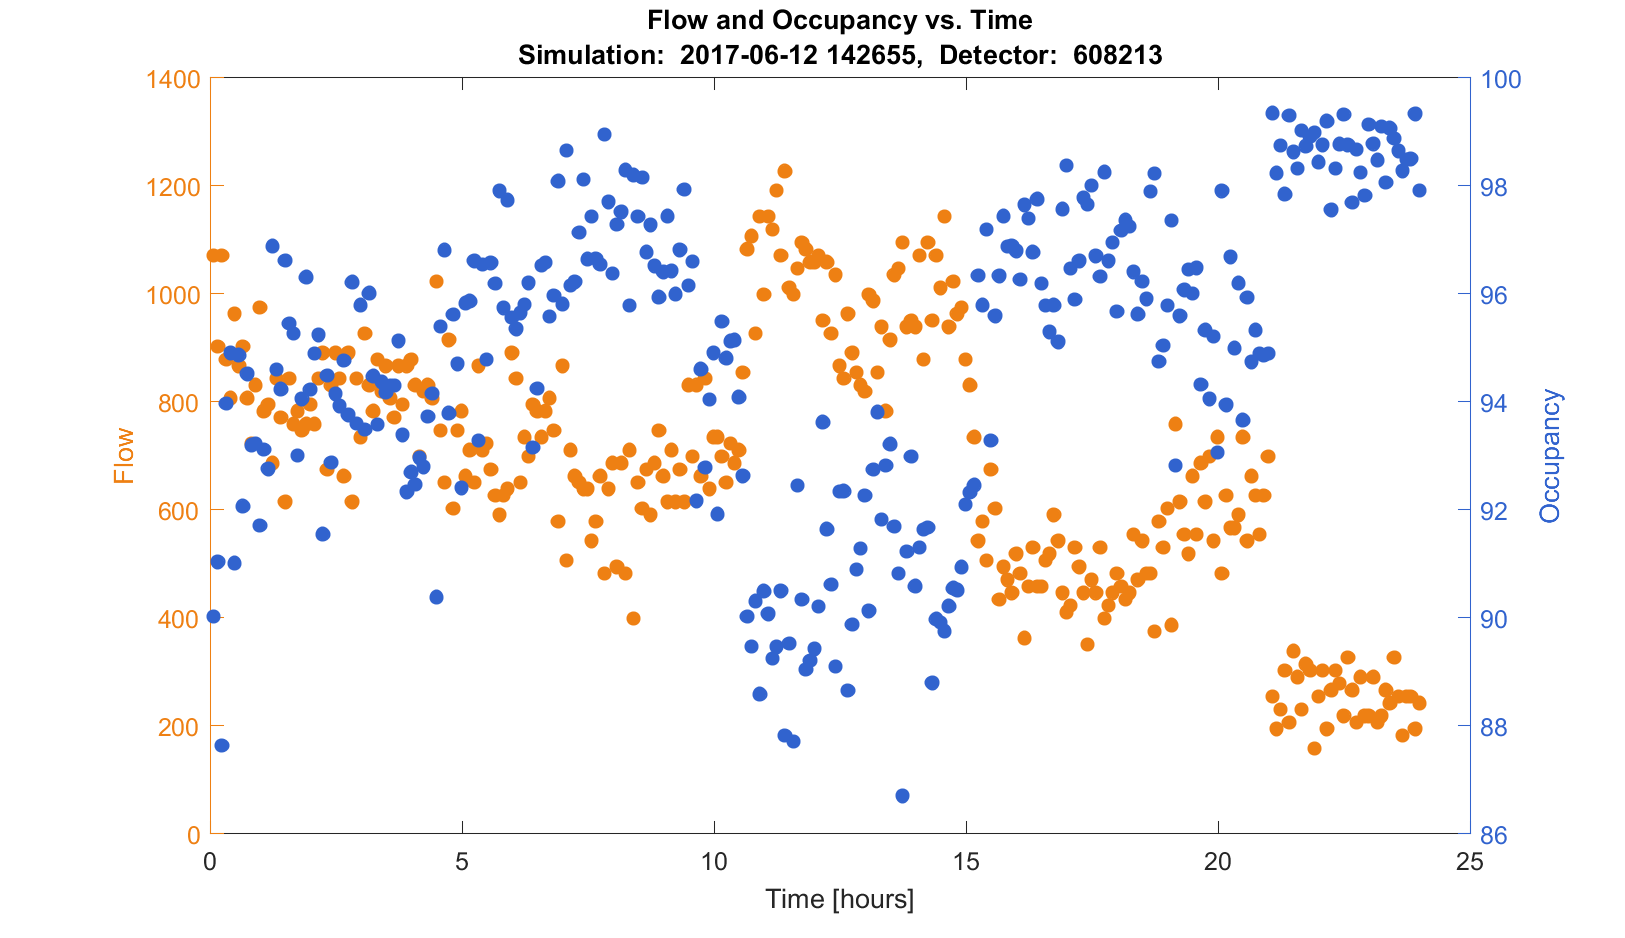 Flow and Occupancy vs. Time
Simulation:  2017-06-12 142655,  Detector:  608213
1400
1200
1000
800
600
400
200
0
Flow
100
98
96
94
92
90
88
86
Occupancy
0 5 10 15 20 25
Time [hours]